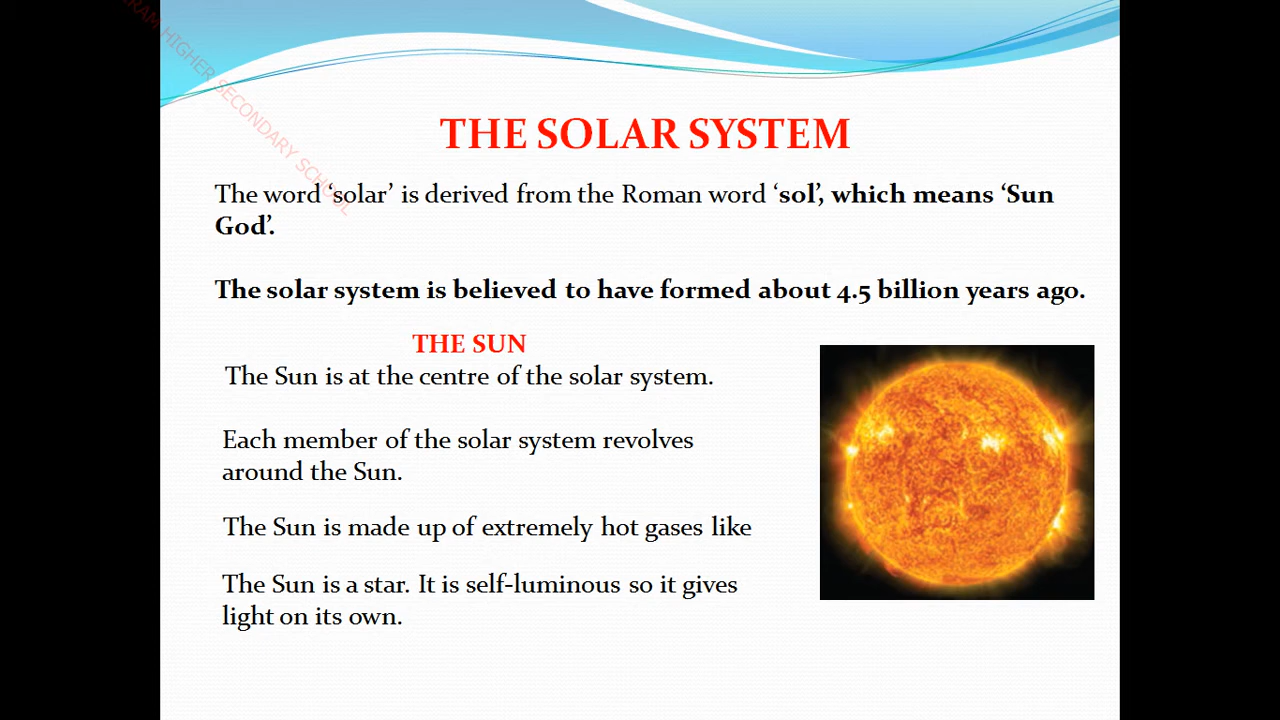 RAM HIGHER SECONDARY SCHOOL
THE SOLAR SYSTEM
The word ‘solar’ is derived from the Roman word ‘sol’, which means ‘Sun
God’.
The solar system is believed to have formed about 4.5 billion years ago.
THE SUN
The Sun is at the centre of the solar system.
Each member of the solar system revolves
around the Sun.
The Sun is made up of extremely hot gases like
The Sun is a star. It is self-luminous so it gives
light on its own.